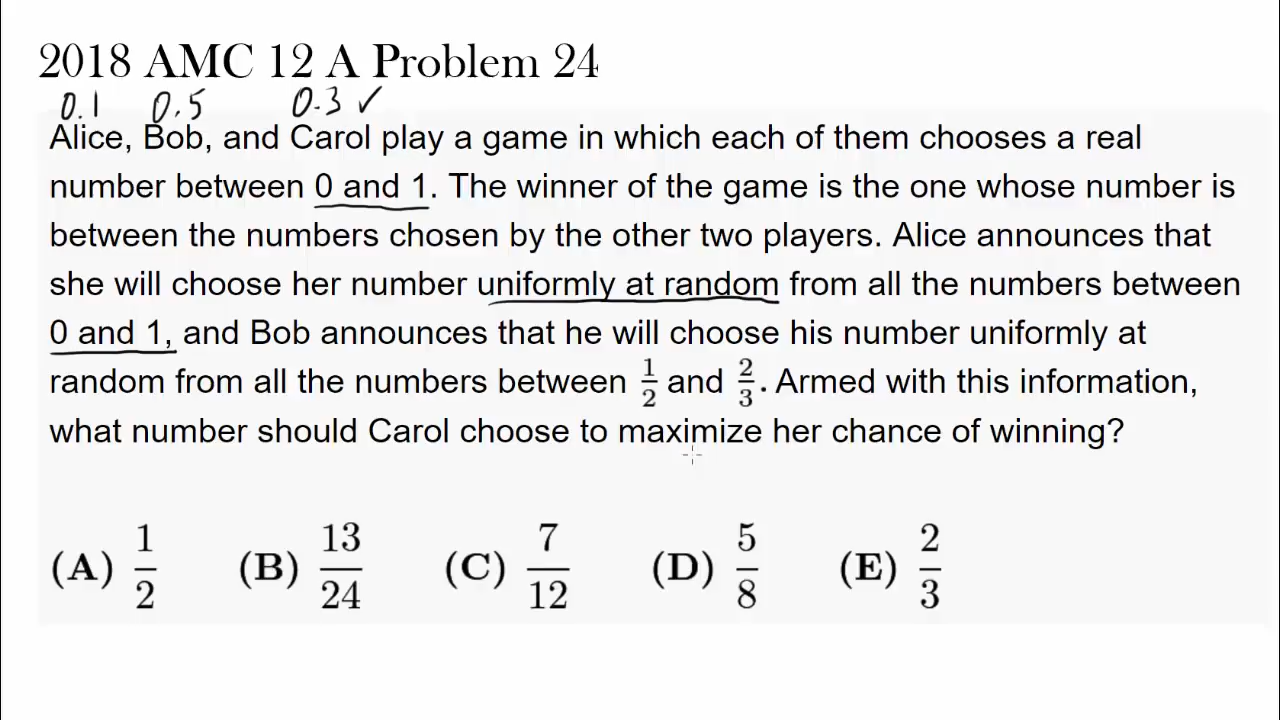 2018 AMC 12 A Problem 24
0.1 0.5 0.3 ✓
Alice, Bob, and Carol play a game in which each of them chooses a real
number between 0 and 1. The winner of the game is the one whose number is
between the numbers chosen by the other two players. Alice announces that
she will choose her number uniformly at random from all the numbers between
0 and 1, and Bob announces that he will choose his number uniformly at
random from all the numbers between 1/2 and 2/3. Armed with this information,
what number should Carol choose to maximize her chance of winning?
(A) 1/2 (B) 13/24 (C) 7/12 (D) 5/8 (E) 2/3